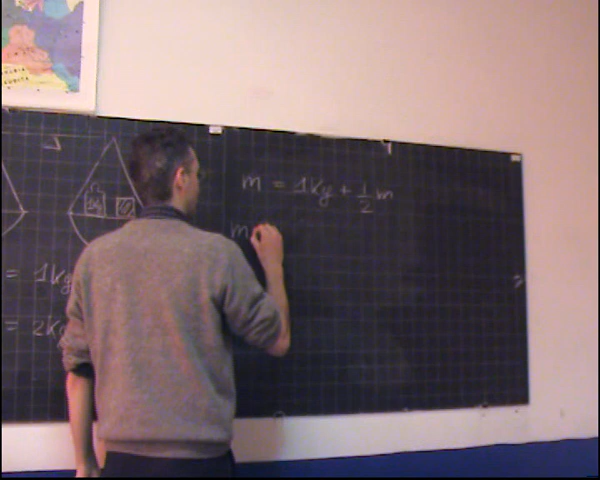 m = 1Kg + 1/2 m
m
= 1Kg
= 2Kg